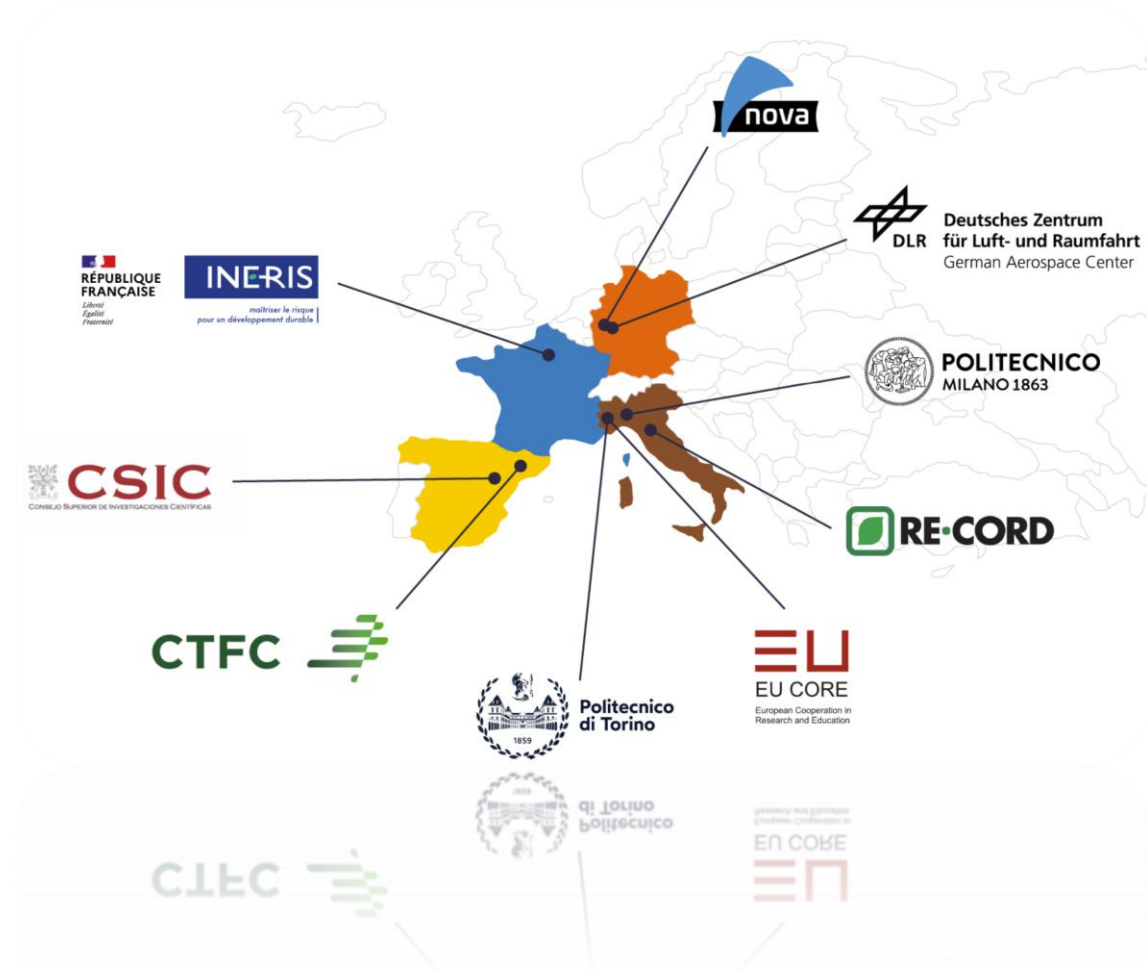 nova
DLR
Deutsches Zentrum
für Luft- und Raumfahrt
German Aerospace Center
RÉPUBLIQUE
FRANÇAISE
Liberté
Égalité
Fraternité
INERIS
maîtriser le risque
pour un développement durable
POLITECNICO
MILANO 1863
CSIC
CONSEJO SUPERIOR DE INVESTIGACIONES CIENTÍFICAS
RE-CORD
CTFC
EU
EU CORE
European Cooperation in
Research and Education
Politecnico
di Torino
1859